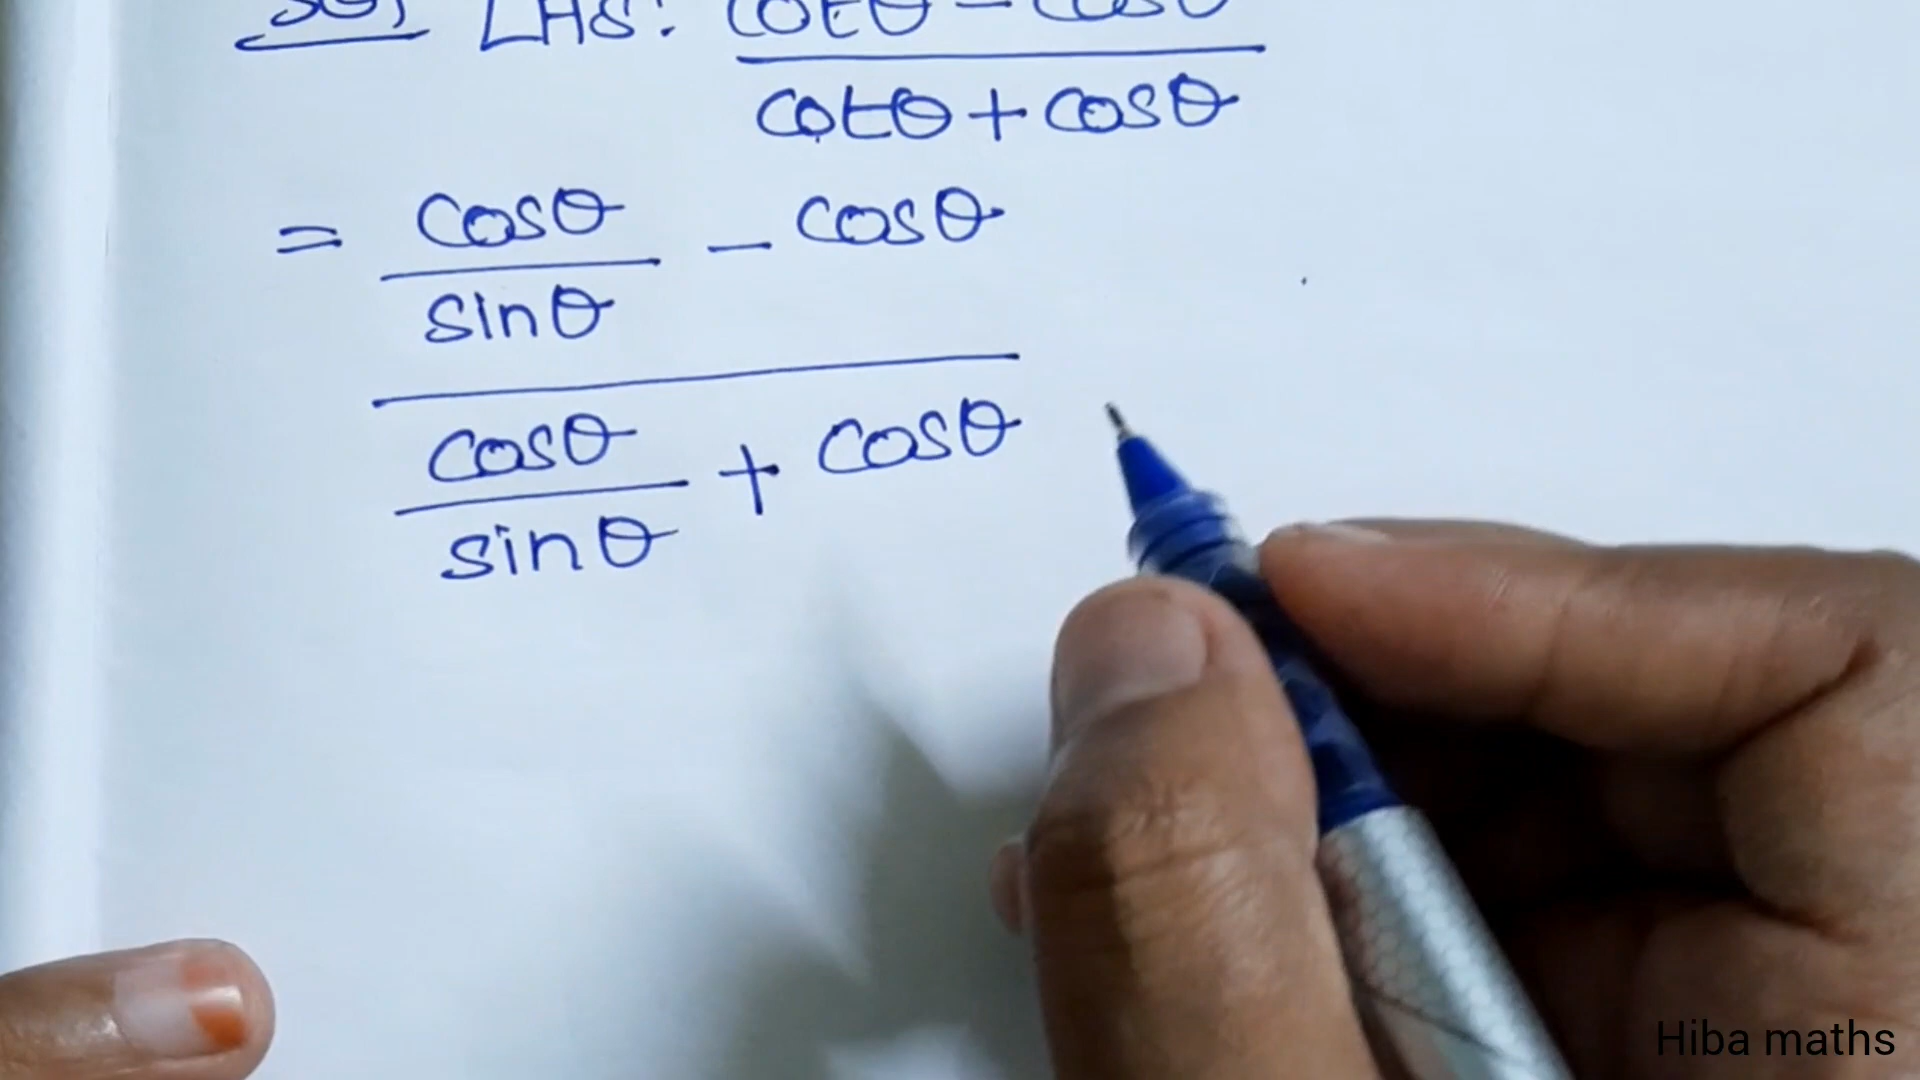 Sol) LHS: cotθ - cosθ
cotθ + cosθ
= cosθ - cosθ
sinθ
cosθ + cosθ
sinθ
Hiba maths